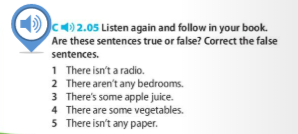 C 2.05 Listen again and follow in your book.
Are these sentences true or false? Correct the false
sentences.
1 There isn't a radio.
2 There aren't any bedrooms.
3 There's some apple juice.
4 There are some vegetables.
5 There isn't any paper.